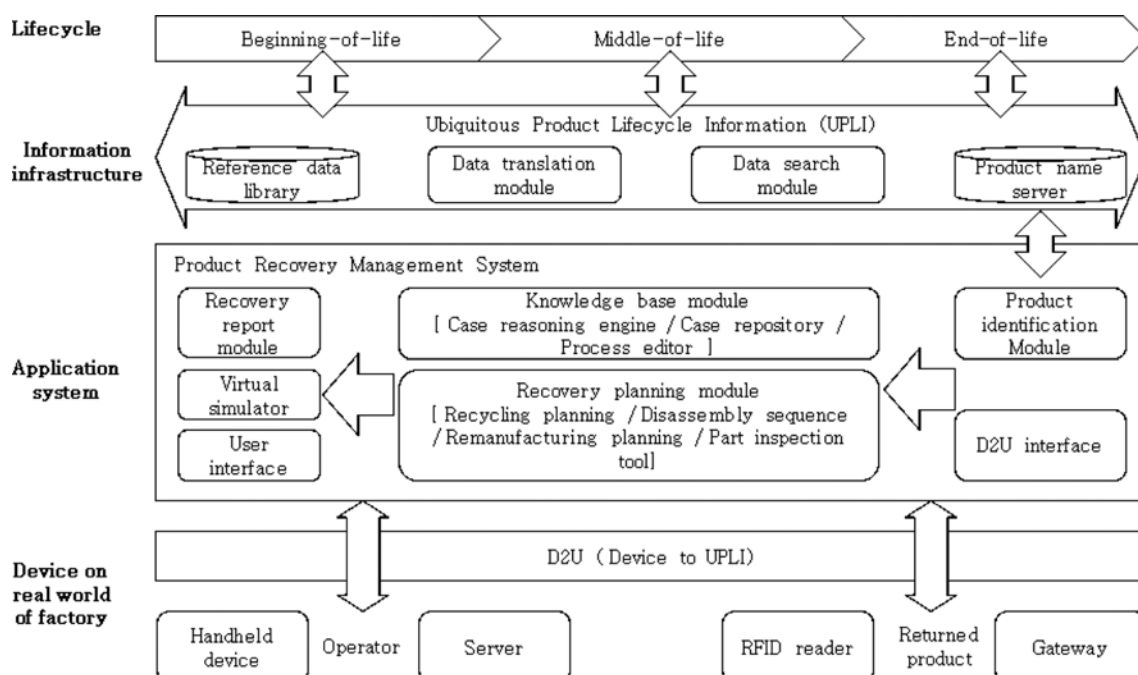 Lifecycle
Beginning-of-life
Middle-of-life
End-of-life
Information
infrastructure
Ubiquitous Product Lifecycle Information (UPLI)
Reference data
library
Data translation
module
Data search
module
Product name
server
Application
system
Product Recovery Management System
Recovery
report
module
Virtual
simulator
User
interface
Knowledge base module
[ Case reasoning engine / Case repository /
Process editor ]
Recovery planning module
[ Recycling planning / Disassembly sequence
/ Remanufacturing planning / Part inspection
tool]
Product
identification
Module
D2U interface
Device on
real world
of factory
D2U ( Device to UPLI)
Handheld
device
Operator
Server
RFID reader
Returned
product
Gateway